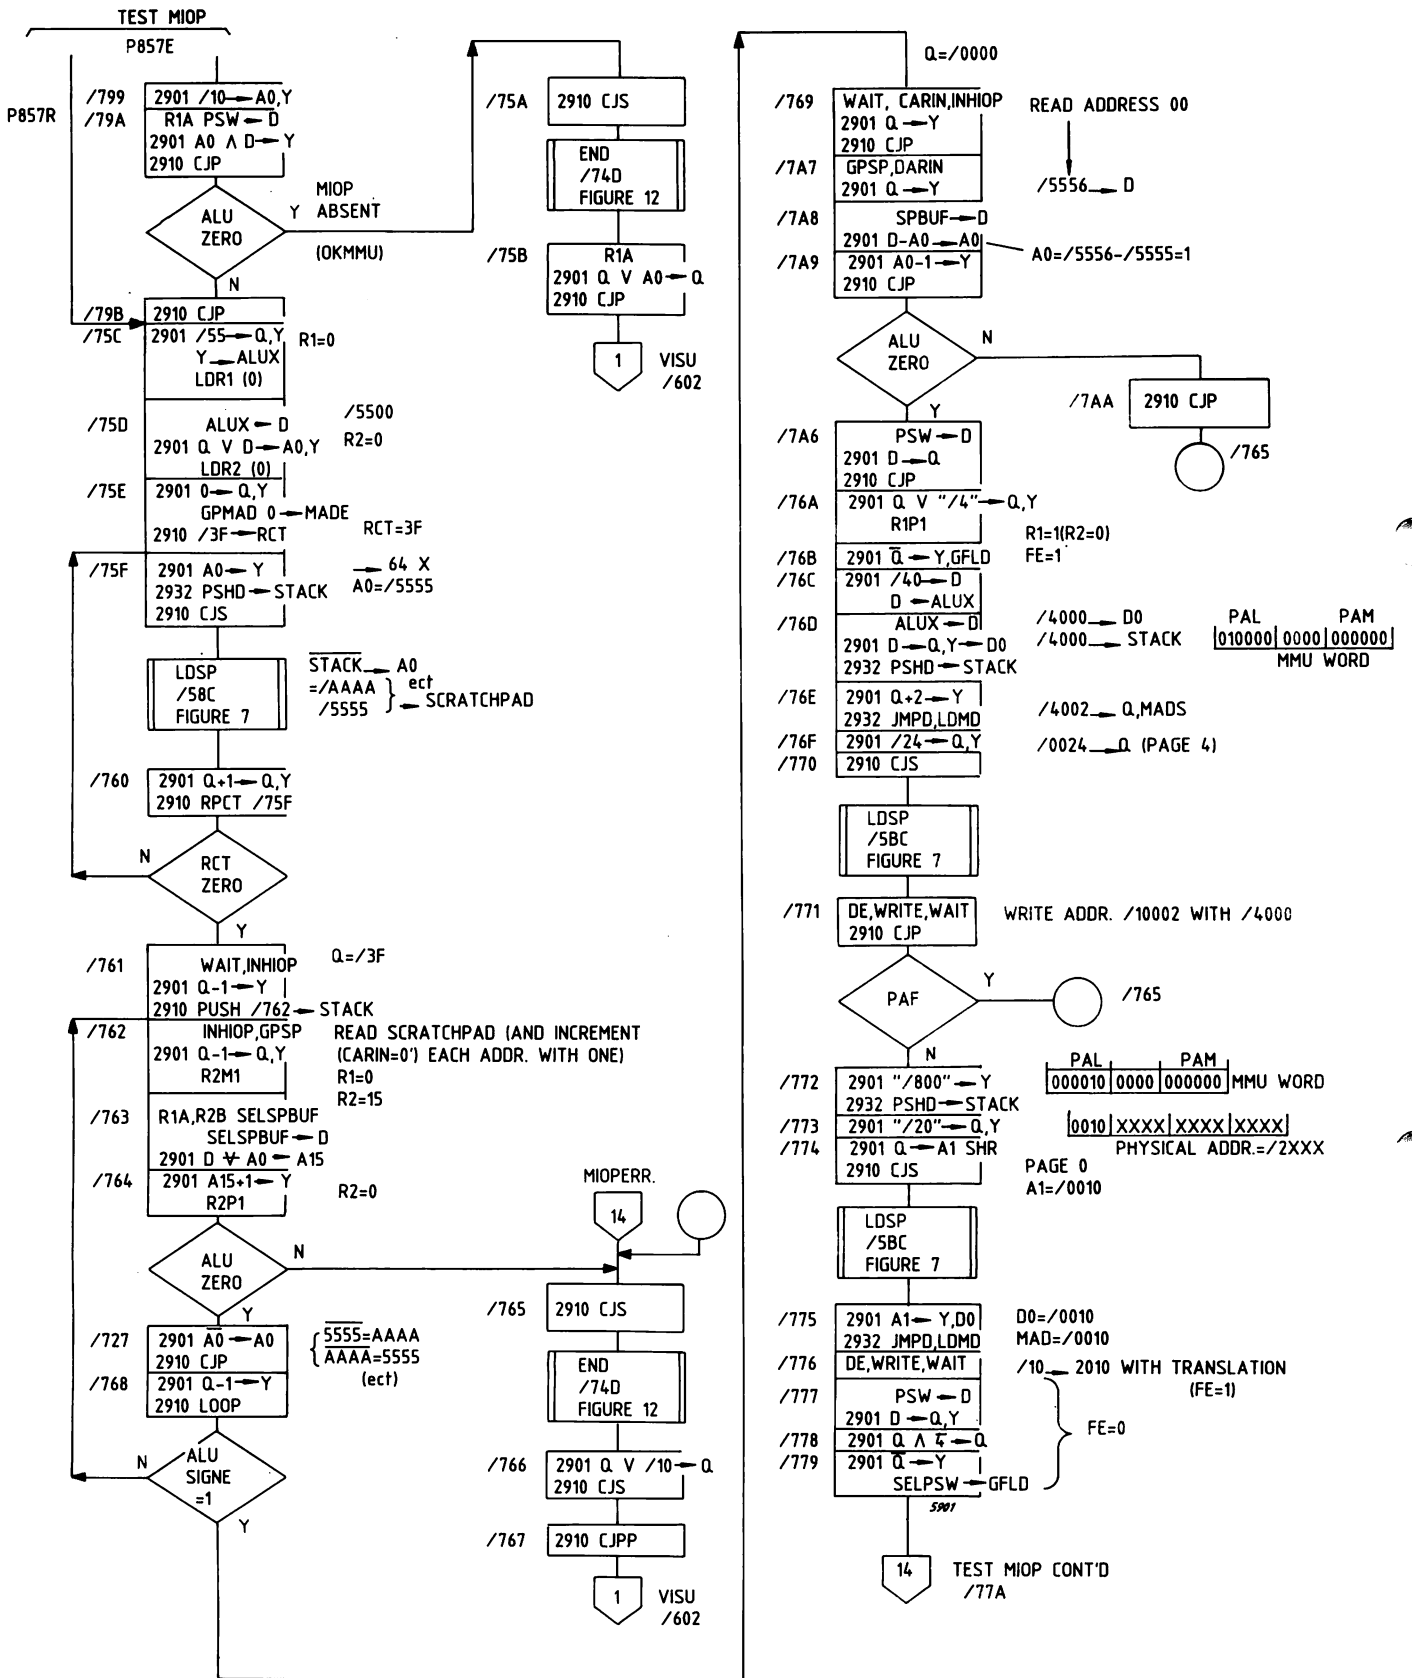 TEST MIOP
P857E
P857R
/799 2901 /10→A0,Y
/79A R1A PSW→D
2901 A0 Λ D→Y
2910 CJP
ALU
ZERO
Y
MIOP
ABSENT
(OKMMU)
N
/79B 2910 CJP
/75C 2901 /55→Q,Y R1=0
Y→ALUX
LDR1 (0)
/75D ALUX←D /5500
2901 Q V D→A0,Y R2=0
LDR2 (0)
/75E 2901 0→Q,Y
GPMAD 0→MADE
2910 /3F→RCT RCT=3F
/75F 2901 A0→Y → 64 X
2932 PSHD→STACK A0=/5555
2910 CJS
LDSP
/58C
FIGURE 7
S̅T̅A̅C̅K̅→A0
=/AAAA } ect
/5555 → SCRATCHPAD
/760 2901 Q+1→Q,Y
2910 RPCT /75F
N
RCT
ZERO
Y
/761 WAIT,INHIOP Q=/3F
2901 Q-1→Y
2910 PUSH /762→STACK
/762 INHIOP,GPSP READ SCRATCHPAD (AND INCREMENT
2901 Q-1→Q,Y (CARIN=0') EACH ADDR. WITH ONE)
R2M1 R1=0
R2=15
/763 R1A,R2B SELSPBUF
SELSPBUF→D
2901 D ∀ A0→A15
/764 2901 A15+1→Y R2=0
R2P1
ALU
ZERO
N
Y
/727 2901 A̅0̅→A0 { 5̅5̅5̅5̅=AAAA
2910 CJP A̅A̅A̅A̅=5555
(ect)
/768 2901 Q-1→Y
2910 LOOP
N
ALU
SIGNE
=1
Y
/75A 2910 CJS
END
/74D
FIGURE 12
/75B R1A
2901 Q V A0→Q
2910 CJP
1 VISU
/602
MIOPERR.
14
/765 2910 CJS
END
/74D
FIGURE 12
/766 2901 Q V /10→Q
2910 CJS
/767 2910 CJPP
1 VISU
/602
Q=/0000
/769 WAIT, CARIN,INHIOP READ ADDRESS 00
2901 Q→Y
2910 CJP
/7A7 GPSP,DARIN
2901 Q→Y /5556→D
/7A8 SPBUF→D
2901 D-A0→A0 A0=/5556-/5555=1
/7A9 2901 A0-1→Y
2910 CJP
ALU
ZERO
N
/7AA 2910 CJP
/765
Y
/7A6 PSW→D
2901 D→Q
2910 CJP
/76A 2901 Q V "/4"→Q,Y
R1P1 R1=1(R2=0)
/76B 2901 Q̅→Y,GFLD FE=1
/76C 2901 /40→D
D→ALUX
/76D ALUX→D /4000→D0
2901 D→Q,Y→D0 /4000→STACK
2932 PSHD→STACK
PAL PAM
010000 0000 000000
MMU WORD
/76E 2901 Q+2→Y
2932 JMPD,LDMD /4002→Q,MADS
/76F 2901 /24→Q,Y /0024→Q (PAGE 4)
/770 2910 CJS
LDSP
/5BC
FIGURE 7
/771 DE,WRITE,WAIT WRITE ADDR. /10002 WITH /4000
2910 CJP
PAF
Y
/765
N
PAL PAM
/772 2901 "/800"→Y 000010 0000 000000 MMU WORD
2932 PSHD→STACK
/773 2901 "/20"→Q,Y 0010 XXXX XXXX XXXX
/774 2901 Q→A1 SHR PHYSICAL ADDR.=/2XXX
2910 CJS PAGE 0
A1=/0010
LDSP
/5BC
FIGURE 7
/775 2901 A1→Y,D0 D0=/0010
2932 JMPD,LDMD MAD=/0010
/776 DE,WRITE,WAIT /10→2010 WITH TRANSLATION
(FE=1)
/777 PSW→D
2901 D→Q,Y
/778 2901 Q Λ 4̅→Q FE=0
/779 2901 Q̅→Y
SELPSW→GFLD
5901
14 TEST MIOP CONT'D
/77A